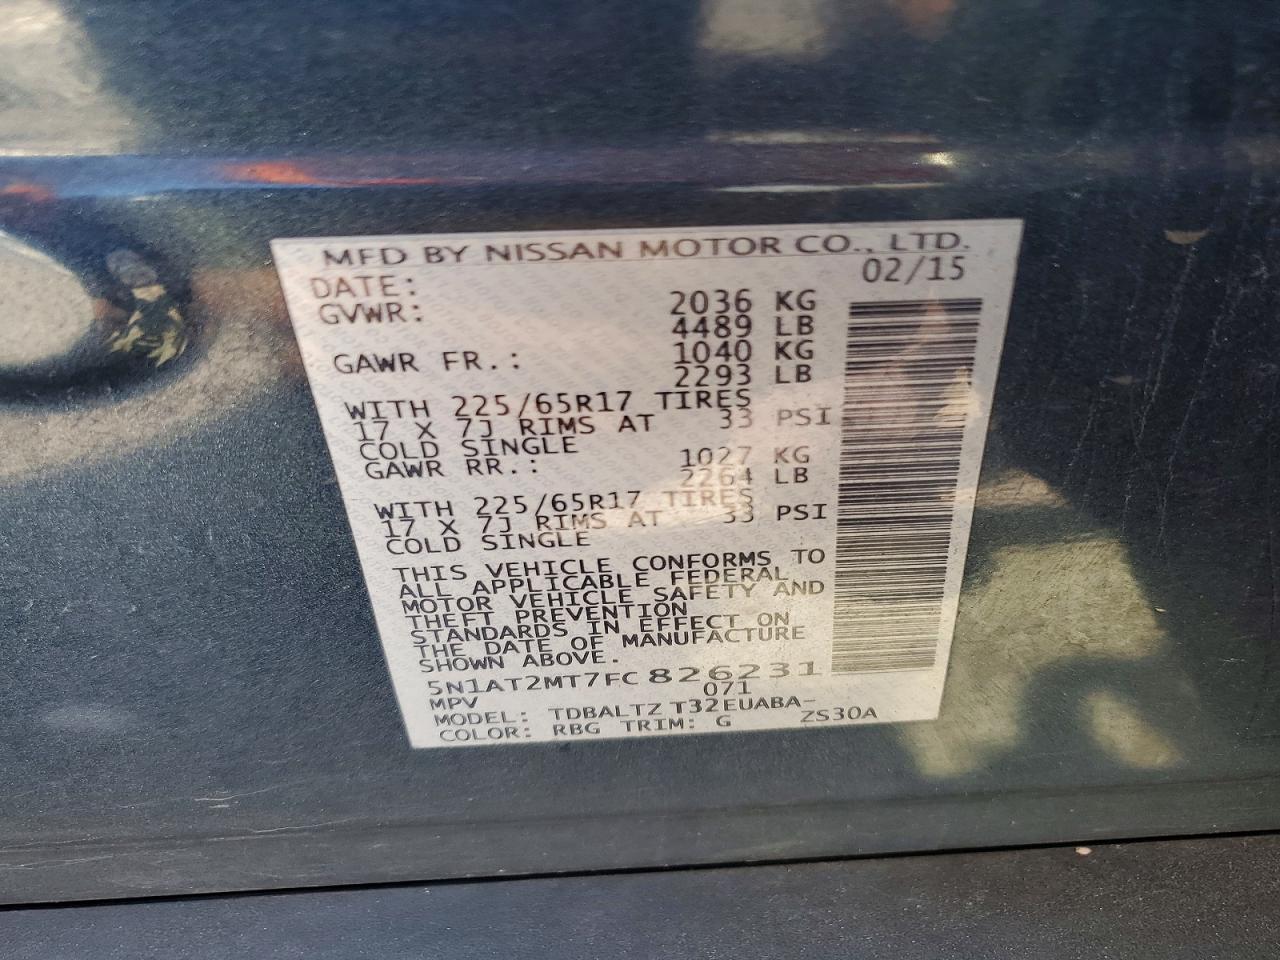 MFD BY NISSAN MOTOR CO., LTD.
DATE: 02/15
GVWR: 2036 KG
4489 LB
GAWR FR.: 1040 KG
2293 LB
WITH 225/65R17 TIRES
17 X 7J RIMS AT 33 PSI
COLD SINGLE
GAWR RR.: 1027 KG
2264 LB
WITH 225/65R17 TIRES
17 X 7J RIMS AT 33 PSI
COLD SINGLE
THIS VEHICLE CONFORMS TO
ALL APPLICABLE FEDERAL
MOTOR VEHICLE SAFETY AND
THEFT PREVENTION
STANDARDS IN EFFECT ON
THE DATE OF MANUFACTURE
SHOWN ABOVE.
5N1AT2MT7FC826231
MPV 071
MODEL: TDBALTZ T32EUABA-
COLOR: RBG TRIM: G ZS30A